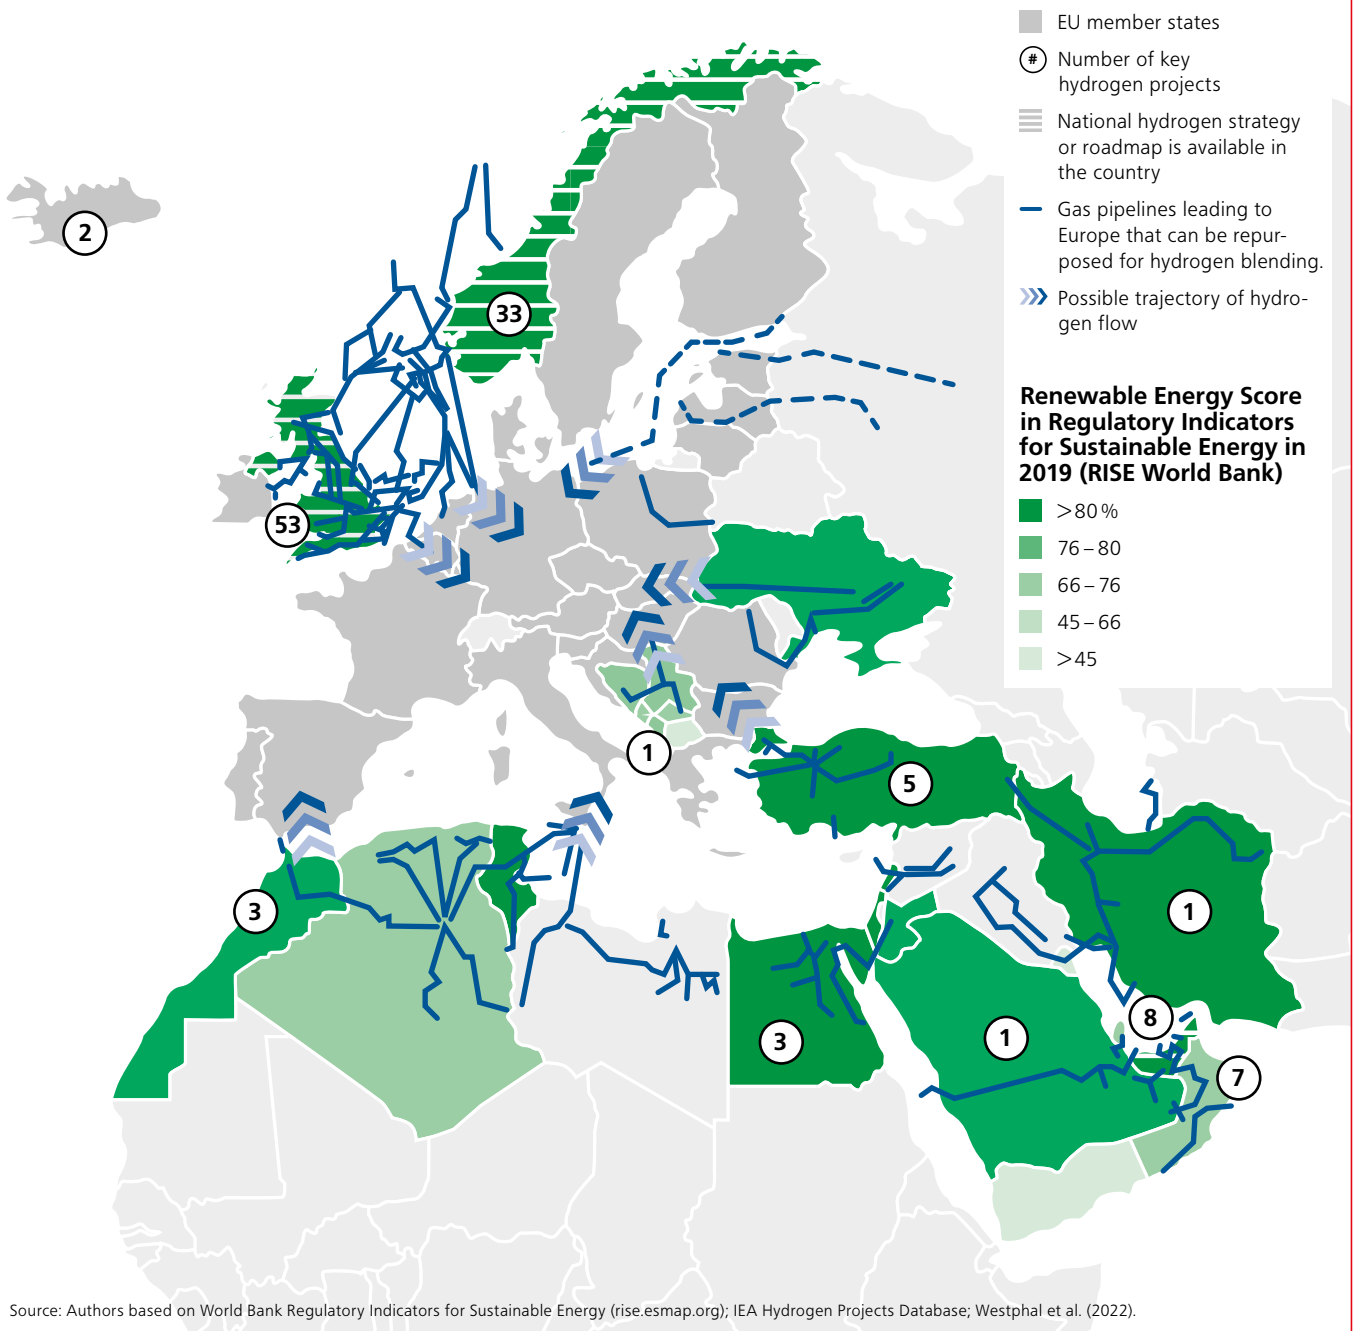 EU member states
#
Number of key
hydrogen projects
National hydrogen strategy
or roadmap is available in
the country
Gas pipelines leading to
Europe that can be repur-
posed for hydrogen blending.
Possible trajectory of hydro-
gen flow
Renewable Energy Score
in Regulatory Indicators
for Sustainable Energy in
2019 (RISE World Bank)
>80 %
76 – 80
66 – 76
45 – 66
>45
2
33
53
1
5
3
1
3
1
8
7
Source: Authors based on World Bank Regulatory Indicators for Sustainable Energy (rise.esmap.org); IEA Hydrogen Projects Database; Westphal et al. (2022).